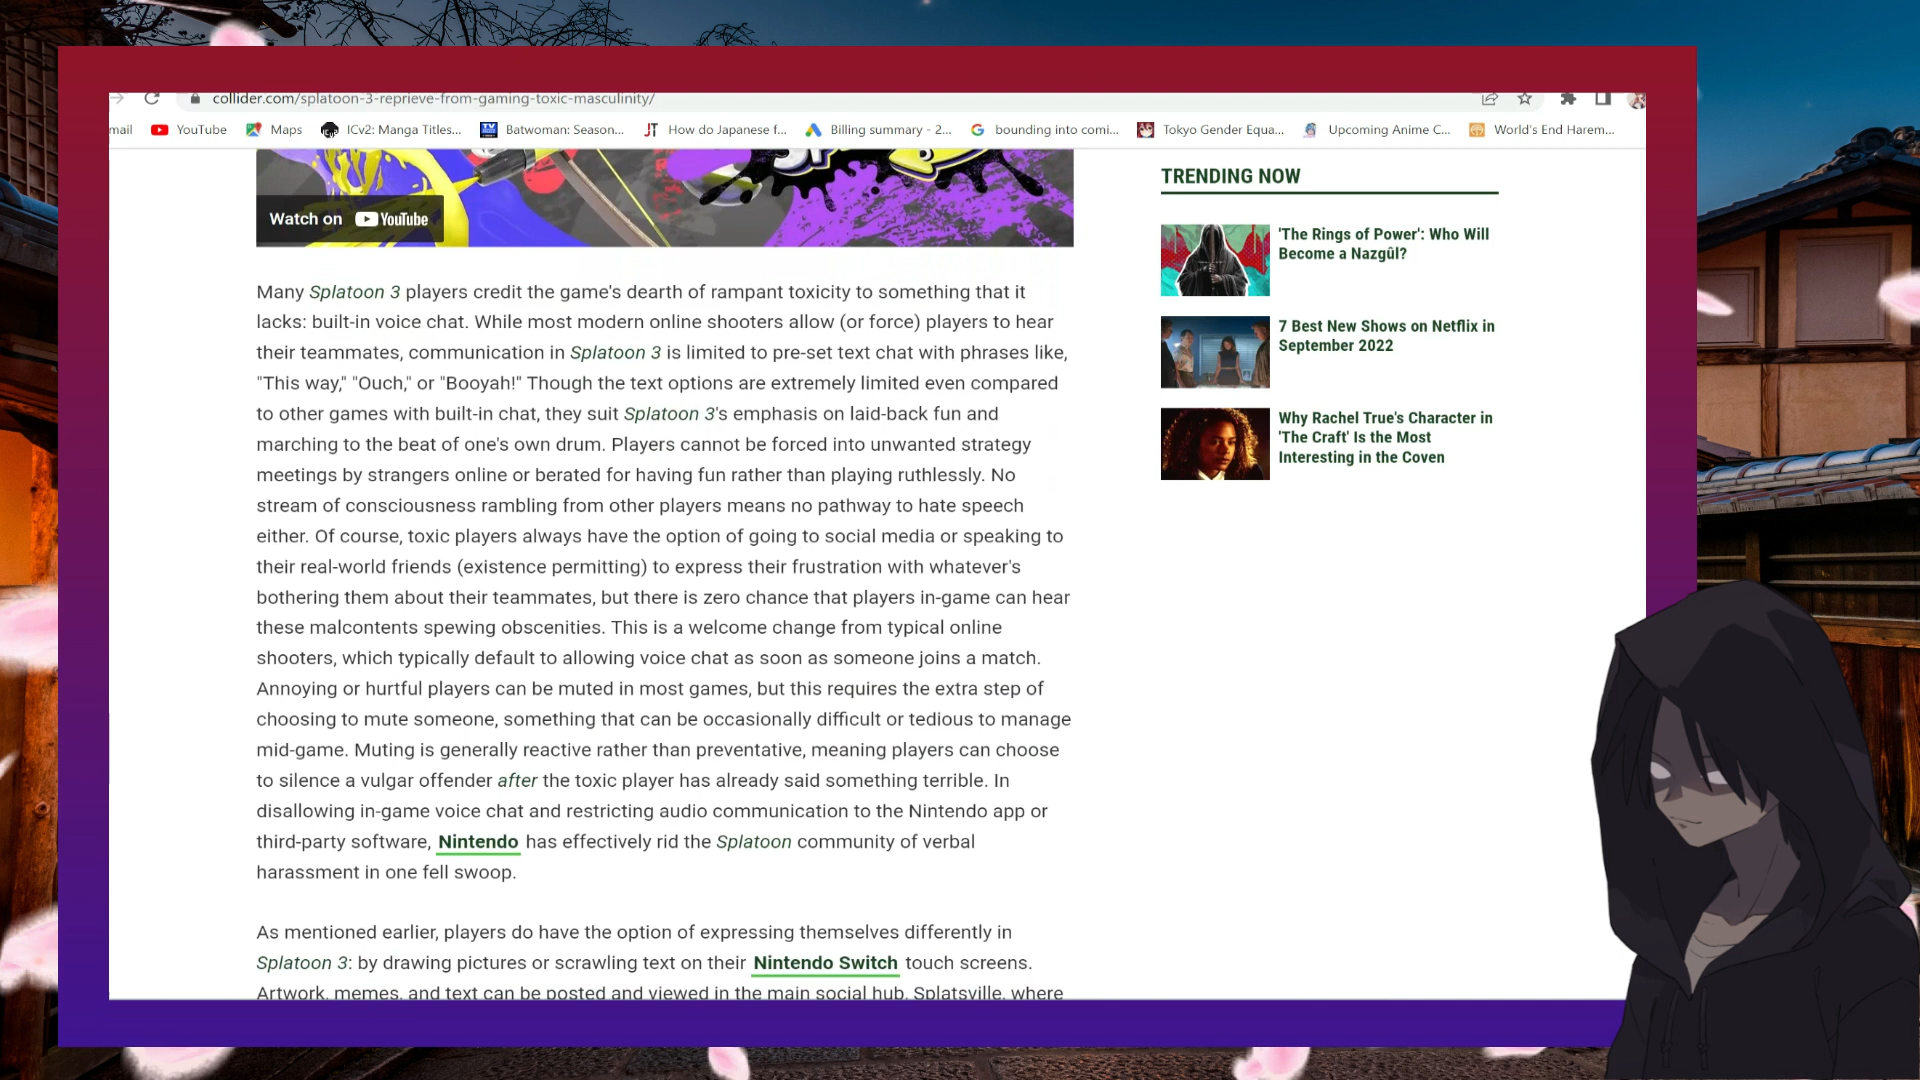 collider.com/splatoon-3-reprieve-from-gaming-toxic-masculinity/
mail YouTube Maps ICv2: Manga Titles... Batwoman: Season... How do Japanese f... Billing summary - 2... bounding into comi... Tokyo Gender Equa... Upcoming Anime C... World's End Harem...
Watch on YouTube
Many Splatoon 3 players credit the game's dearth of rampant toxicity to something that it
lacks: built-in voice chat. While most modern online shooters allow (or force) players to hear
their teammates, communication in Splatoon 3 is limited to pre-set text chat with phrases like,
"This way," "Ouch," or "Booyah!" Though the text options are extremely limited even compared
to other games with built-in chat, they suit Splatoon 3's emphasis on laid-back fun and
marching to the beat of one's own drum. Players cannot be forced into unwanted strategy
meetings by strangers online or berated for having fun rather than playing ruthlessly. No
stream of consciousness rambling from other players means no pathway to hate speech
either. Of course, toxic players always have the option of going to social media or speaking to
their real-world friends (existence permitting) to express their frustration with whatever's
bothering them about their teammates, but there is zero chance that players in-game can hear
these malcontents spewing obscenities. This is a welcome change from typical online
shooters, which typically default to allowing voice chat as soon as someone joins a match.
Annoying or hurtful players can be muted in most games, but this requires the extra step of
choosing to mute someone, something that can be occasionally difficult or tedious to manage
mid-game. Muting is generally reactive rather than preventative, meaning players can choose
to silence a vulgar offender after the toxic player has already said something terrible. In
disallowing in-game voice chat and restricting audio communication to the Nintendo app or
third-party software, Nintendo has effectively rid the Splatoon community of verbal
harassment in one fell swoop.
As mentioned earlier, players do have the option of expressing themselves differently in
Splatoon 3: by drawing pictures or scrawling text on their Nintendo Switch touch screens.
Artwork, memes, and text can be posted and viewed in the main social hub, Splatsville, where
TRENDING NOW
'The Rings of Power': Who Will
Become a Nazgûl?
7 Best New Shows on Netflix in
September 2022
Why Rachel True's Character in
'The Craft' Is the Most
Interesting in the Coven